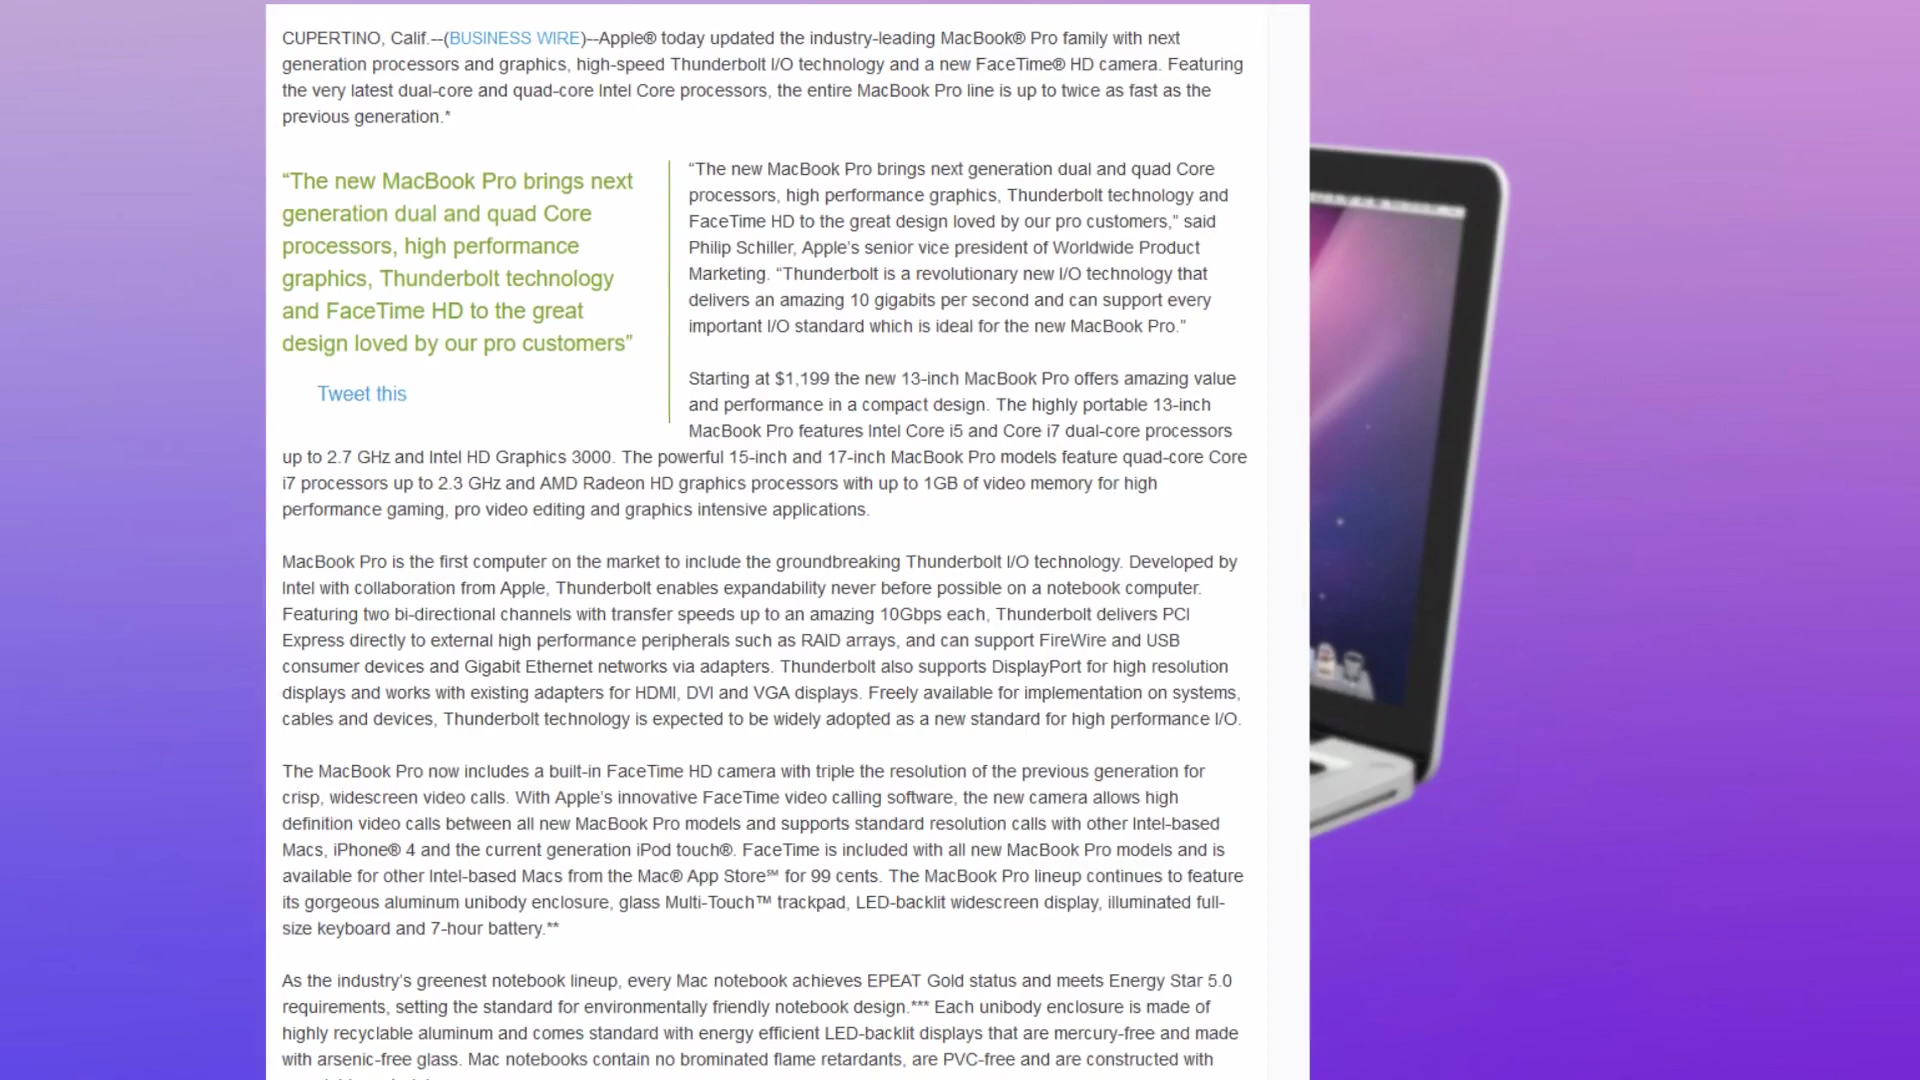 CUPERTINO, Calif.--(BUSINESS WIRE)--Apple® today updated the industry-leading MacBook® Pro family with next
generation processors and graphics, high-speed Thunderbolt I/O technology and a new FaceTime® HD camera. Featuring
the very latest dual-core and quad-core Intel Core processors, the entire MacBook Pro line is up to twice as fast as the
previous generation.*
“The new MacBook Pro brings next
generation dual and quad Core
processors, high performance
graphics, Thunderbolt technology
and FaceTime HD to the great
design loved by our pro customers”
Tweet this
“The new MacBook Pro brings next generation dual and quad Core
processors, high performance graphics, Thunderbolt technology and
FaceTime HD to the great design loved by our pro customers,” said
Philip Schiller, Apple’s senior vice president of Worldwide Product
Marketing. “Thunderbolt is a revolutionary new I/O technology that
delivers an amazing 10 gigabits per second and can support every
important I/O standard which is ideal for the new MacBook Pro.”
Starting at $1,199 the new 13-inch MacBook Pro offers amazing value
and performance in a compact design. The highly portable 13-inch
MacBook Pro features Intel Core i5 and Core i7 dual-core processors
up to 2.7 GHz and Intel HD Graphics 3000. The powerful 15-inch and 17-inch MacBook Pro models feature quad-core Core
i7 processors up to 2.3 GHz and AMD Radeon HD graphics processors with up to 1GB of video memory for high
performance gaming, pro video editing and graphics intensive applications.
MacBook Pro is the first computer on the market to include the groundbreaking Thunderbolt I/O technology. Developed by
Intel with collaboration from Apple, Thunderbolt enables expandability never before possible on a notebook computer.
Featuring two bi-directional channels with transfer speeds up to an amazing 10Gbps each, Thunderbolt delivers PCI
Express directly to external high performance peripherals such as RAID arrays, and can support FireWire and USB
consumer devices and Gigabit Ethernet networks via adapters. Thunderbolt also supports DisplayPort for high resolution
displays and works with existing adapters for HDMI, DVI and VGA displays. Freely available for implementation on systems,
cables and devices, Thunderbolt technology is expected to be widely adopted as a new standard for high performance I/O.
The MacBook Pro now includes a built-in FaceTime HD camera with triple the resolution of the previous generation for
crisp, widescreen video calls. With Apple’s innovative FaceTime video calling software, the new camera allows high
definition video calls between all new MacBook Pro models and supports standard resolution calls with other Intel-based
Macs, iPhone® 4 and the current generation iPod touch®. FaceTime is included with all new MacBook Pro models and is
available for other Intel-based Macs from the Mac® App Store℠ for 99 cents. The MacBook Pro lineup continues to feature
its gorgeous aluminum unibody enclosure, glass Multi-Touch™ trackpad, LED-backlit widescreen display, illuminated full-
size keyboard and 7-hour battery.**
As the industry’s greenest notebook lineup, every Mac notebook achieves EPEAT Gold status and meets Energy Star 5.0
requirements, setting the standard for environmentally friendly notebook design.*** Each unibody enclosure is made of
highly recyclable aluminum and comes standard with energy efficient LED-backlit displays that are mercury-free and made
with arsenic-free glass. Mac notebooks contain no brominated flame retardants, are PVC-free and are constructed with